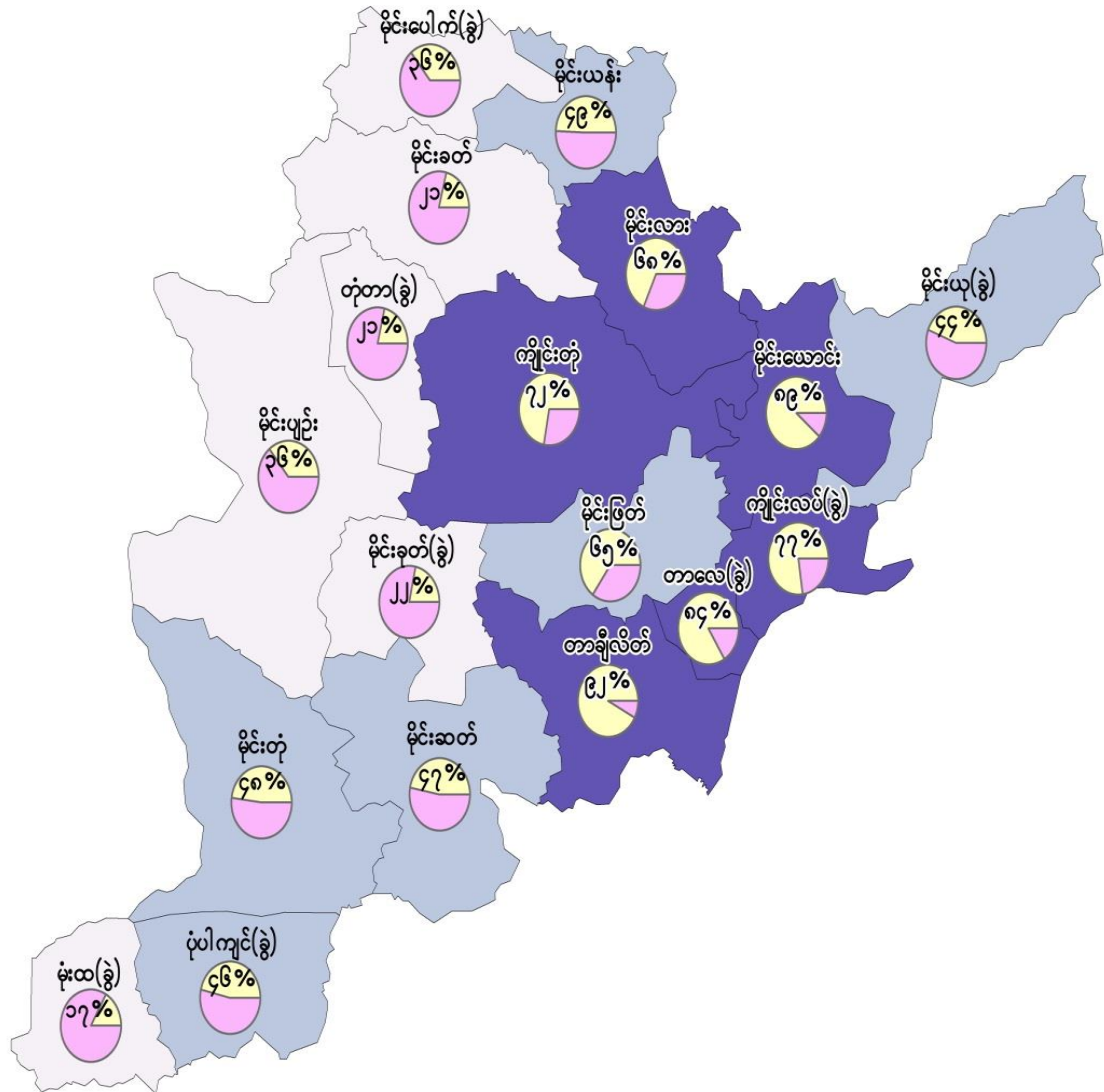 မိုင်းပေါက်(ခွဲ)
၃၆%
မိုင်းယန်း
၄၉%
မိုင်းခတ်
၂၁%
မိုင်းလား
၆၈%
တုံတာ(ခွဲ)
၂၁%
မိုင်းယု(ခွဲ)
၄၄%
ကျိုင်းတုံ
၇၂%
မိုင်းယောင်း
၈၉%
မိုင်းပျဉ်း
၃၆%
မိုင်းဖြတ်
၆၅%
ကျိုင်းလပ်(ခွဲ)
၇၇%
မိုင်းခုတ်(ခွဲ)
၂၂%
တာလေ(ခွဲ)
၈၄%
တာချီလိတ်
၉၂%
မိုင်းတုံ
၄၈%
မိုင်းဆတ်
၄၇%
ပုံပါကျင်(ခွဲ)
၄၆%
မုံးထ(ခွဲ)
၁၇%